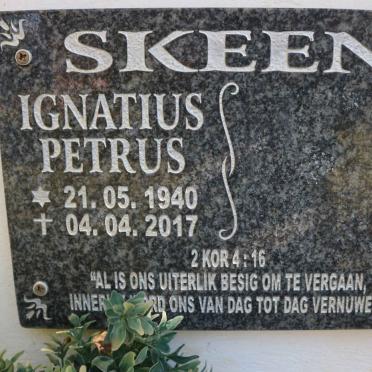 SKEEN
IGNATIUS
PETRUS
21. 05. 1940
04. 04. 2017
2 KOR 4 : 16
"AL IS ONS UITERLIK BESIG OM TE VERGAAN,
ONS VAN DAG TOT DAG